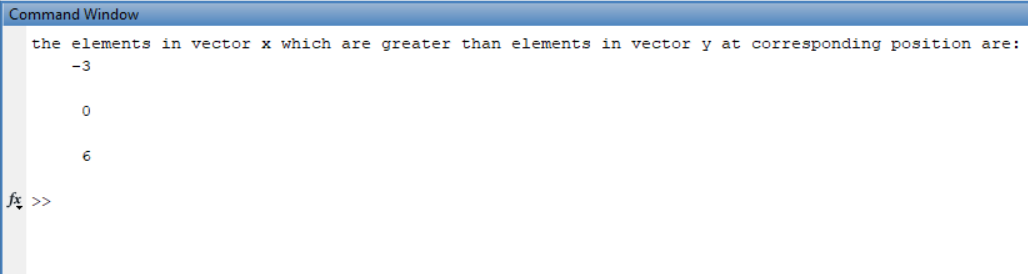 Command Window
the elements in vector x which are greater than elements in vector y at corresponding position are:
-3
0
6
fx >>